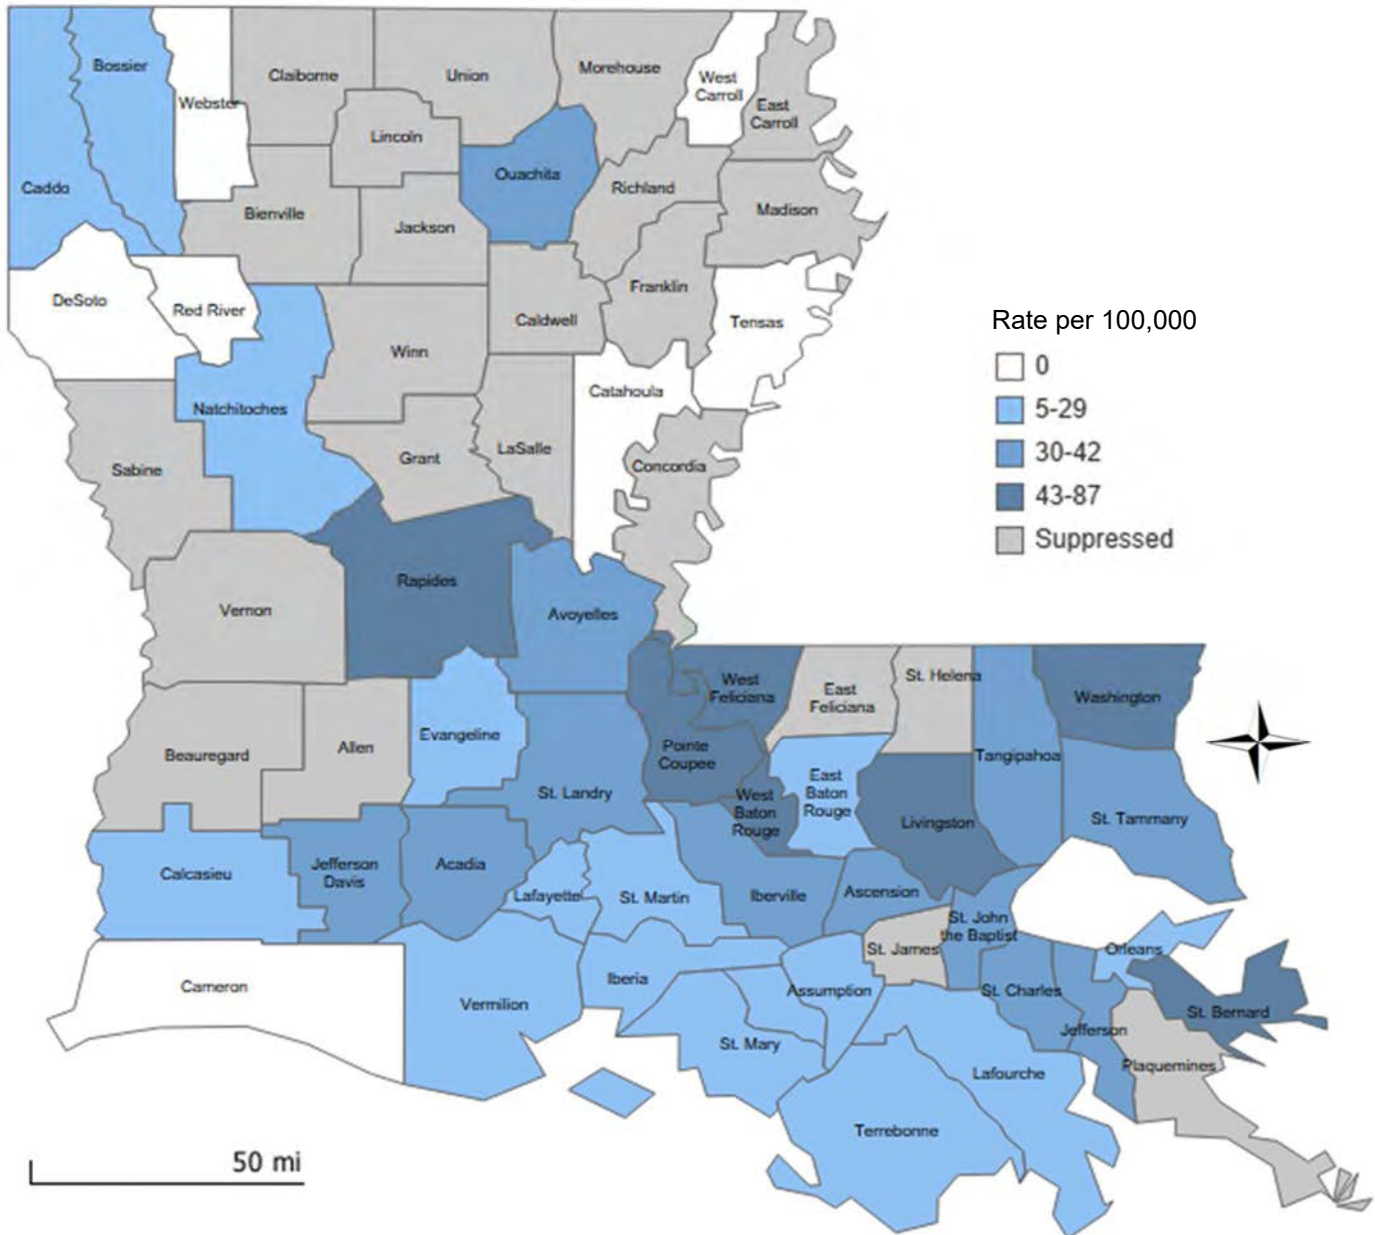 Bossier
Webster
Claiborne
Union
Morehouse
West
Carroll
East
Carroll
Lincoln
Ouachita
Caddo
Bienville
Jackson
Richland
Madison
DeSoto
Red River
Franklin
Caldwell
Tensas
Winn
Catahoula
Natchitoches
Sabine
Grant
LaSalle
Concordia
Rate per 100,000
0
5-29
30-42
43-87
Suppressed
Vernon
Rapides
Avoyelles
West
Feliciana
East
Feliciana
St. Helena
Washington
Beauregard
Allen
Evangeline
Pointe
Coupee
Tangipahoa
St. Landry
West
Baton
Rouge
East
Baton
Rouge
Livingston
St. Tammany
Calcasieu
Jefferson
Davis
Acadia
Lafayette
St. Martin
Iberville
Ascension
St. John
the Baptist
St. James
Orleans
Cameron
Vermilion
Iberia
Assumption
St. Charles
Jefferson
St. Bernard
St. Mary
Lafourche
Plaquemines
Terrebonne
50 mi